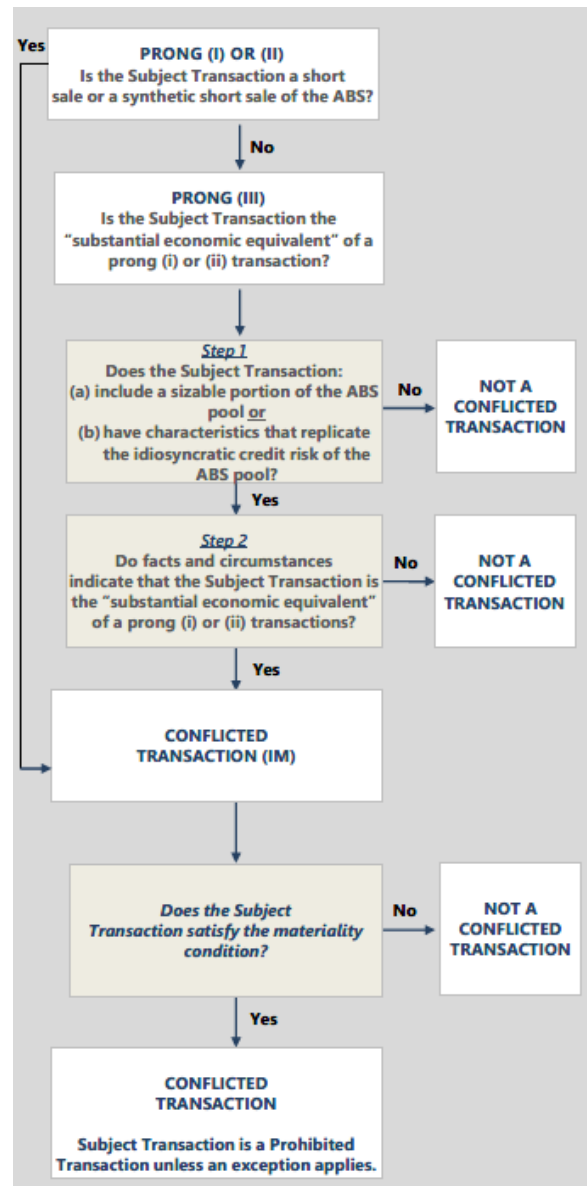 Yes
PRONG (I) OR (II)
Is the Subject Transaction a short
sale or a synthetic short sale of the ABS?
No
PRONG (III)
Is the Subject Transaction the
“substantial economic equivalent” of a
prong (i) or (ii) transaction?
Step 1
Does the Subject Transaction:
(a) include a sizable portion of the ABS
pool or
(b) have characteristics that replicate
the idiosyncratic credit risk of the
ABS pool?
No
NOT A
CONFLICTED
TRANSACTION
Yes
Step 2
Do facts and circumstances
indicate that the Subject Transaction is
the “substantial economic equivalent”
of a prong (i) or (ii) transactions?
No
NOT A
CONFLICTED
TRANSACTION
Yes
CONFLICTED
TRANSACTION (IM)
Does the Subject
Transaction satisfy the materiality
condition?
No
NOT A
CONFLICTED
TRANSACTION
Yes
CONFLICTED
TRANSACTION
Subject Transaction is a Prohibited
Transaction unless an exception applies.